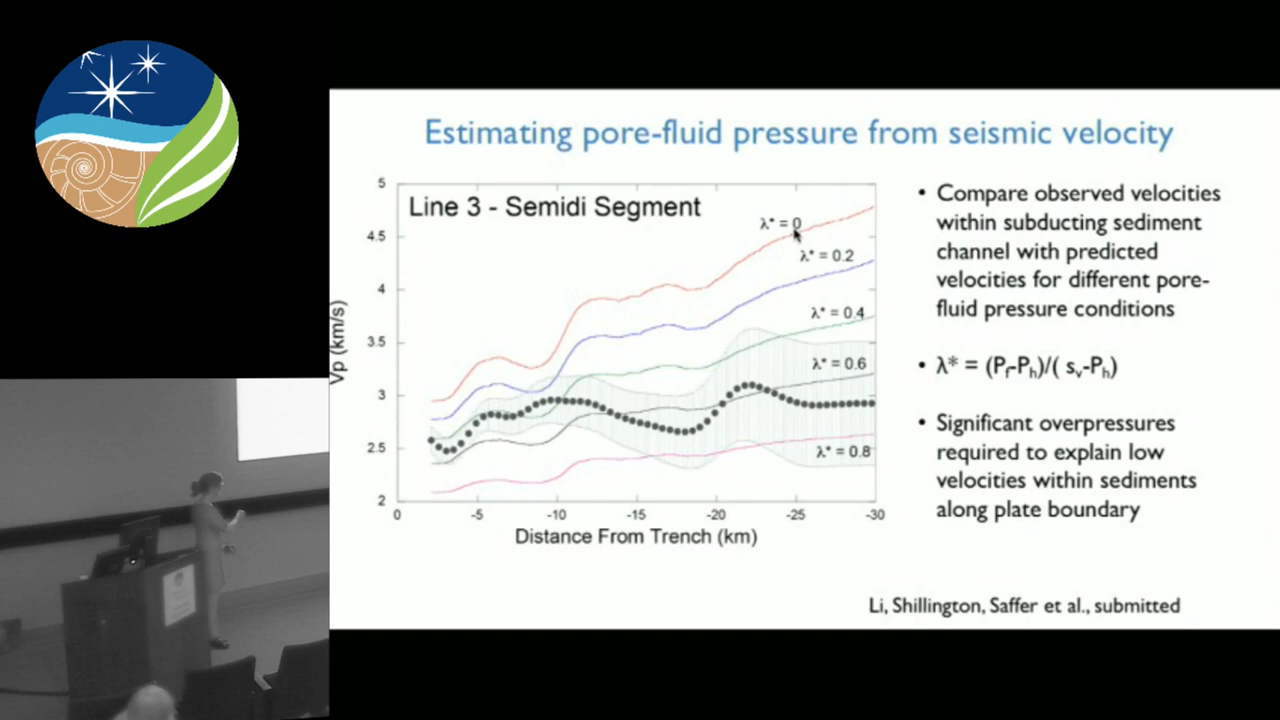 Estimating pore-fluid pressure from seismic velocity
Line 3 - Semidi Segment
λ* = 0
λ* = 0.2
λ* = 0.4
λ* = 0.6
λ* = 0.8
5
4.5
4
3.5
3
2.5
2
Vp (km/s)
0 -5 -10 -15 -20 -25 -30
Distance From Trench (km)
• Compare observed velocities
within subducting sediment
channel with predicted
velocities for different pore-
fluid pressure conditions
• λ* = (Pf-Ph)/( sv-Ph)
• Significant overpressures
required to explain low
velocities within sediments
along plate boundary
Li, Shillington, Saffer et al., submitted